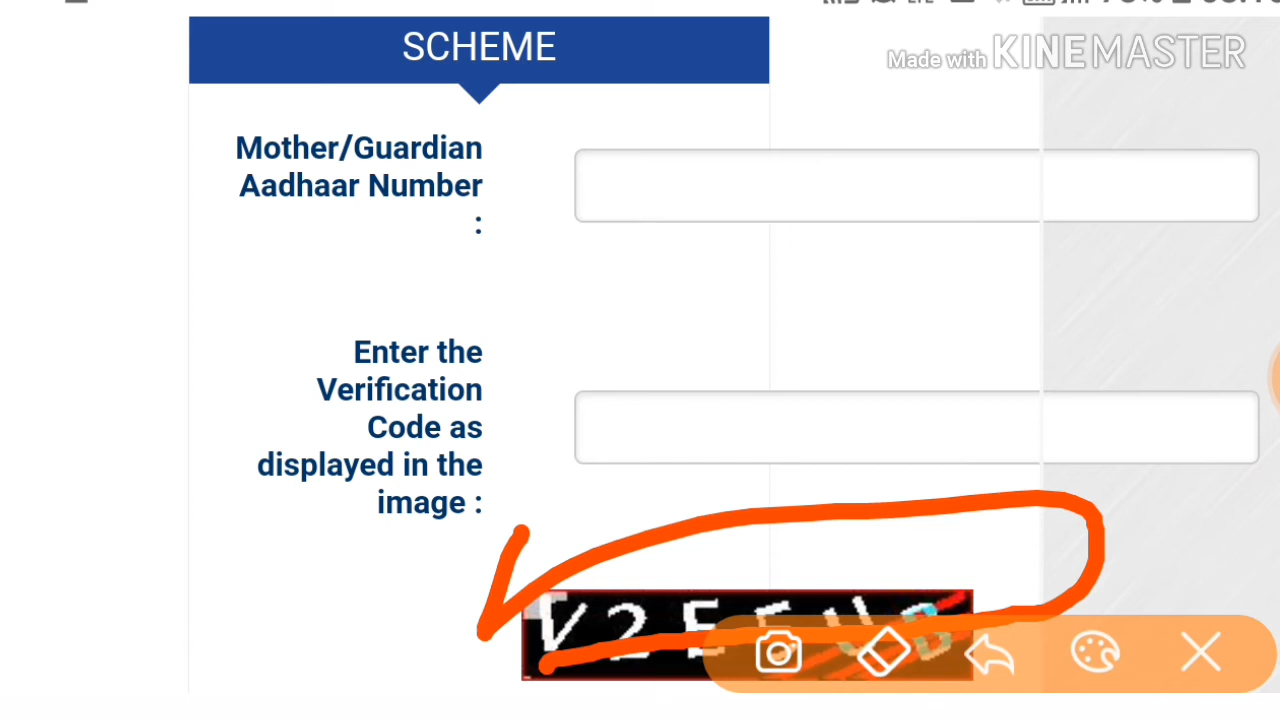 Made with KINEMASTER
SCHEME
Mother/Guardian
Aadhaar Number
:
Enter the
Verification
Code as
displayed in the
image :